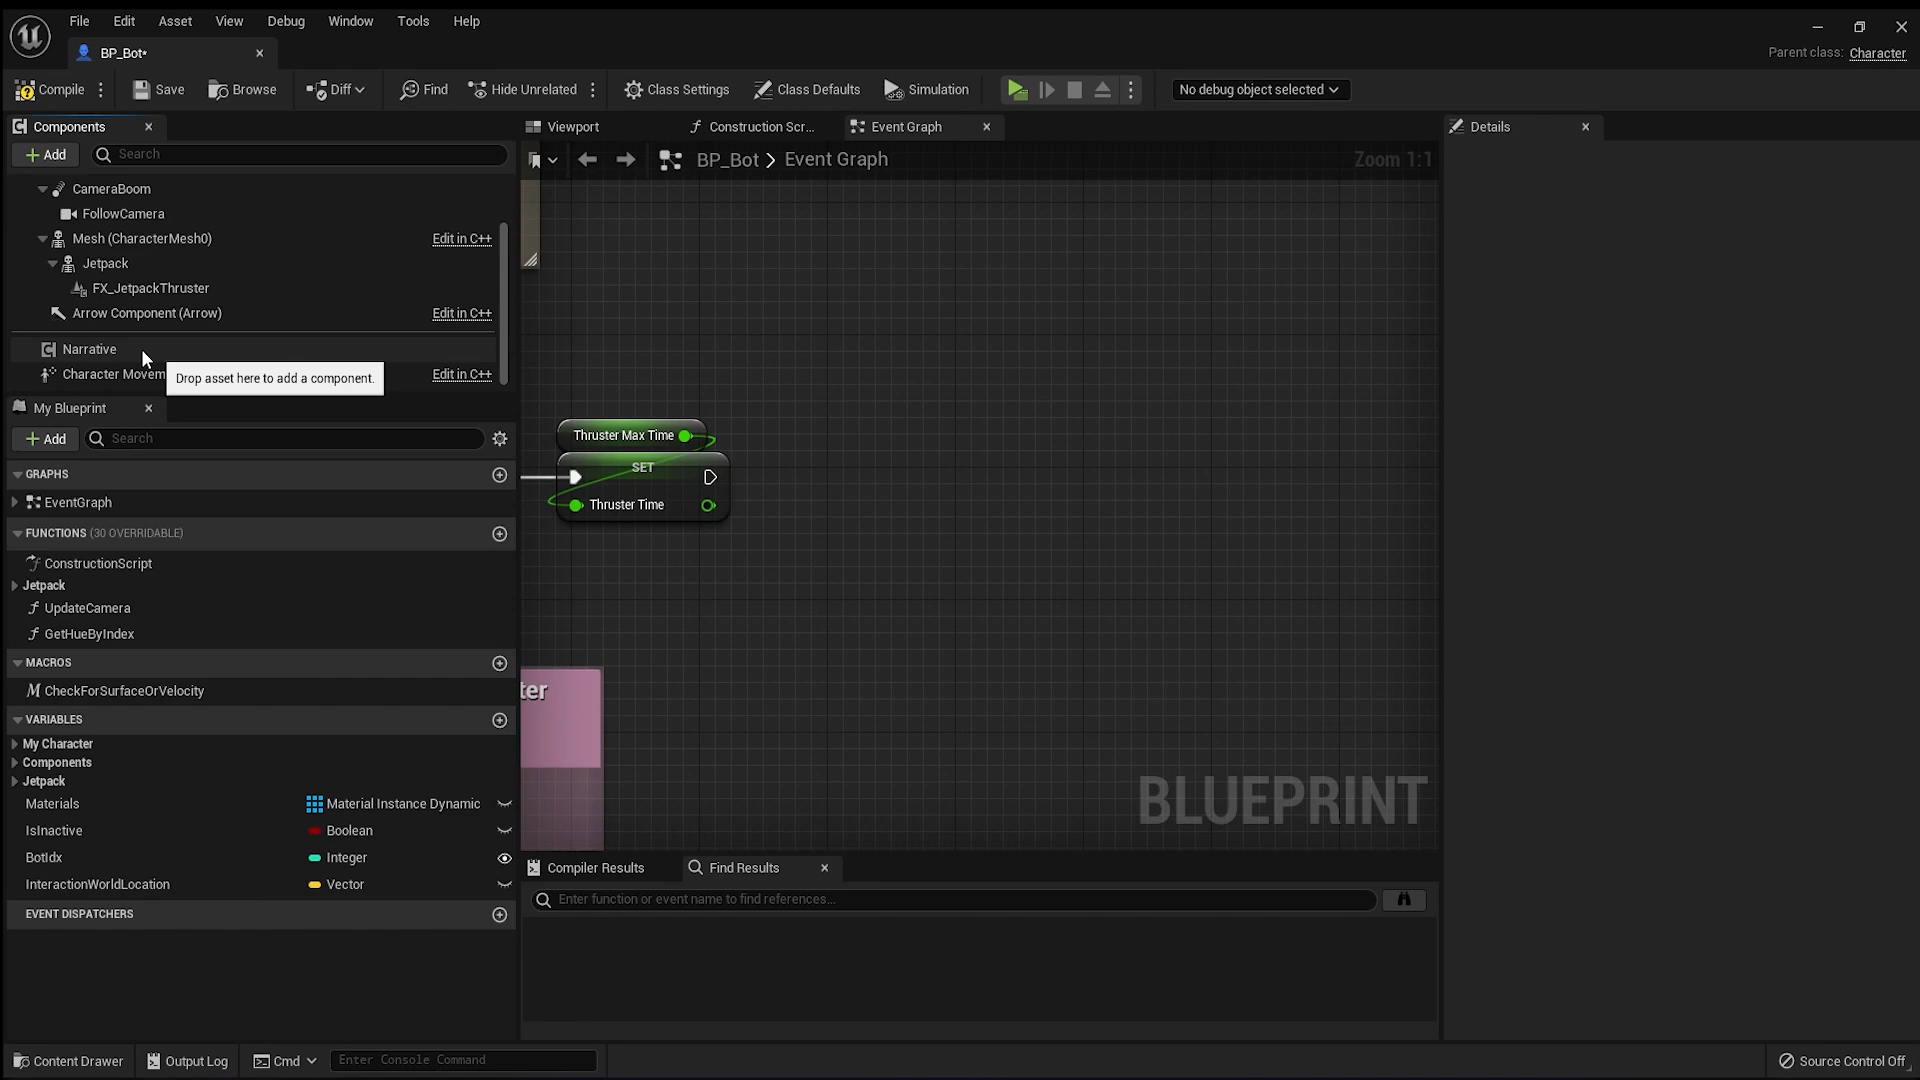 File Edit Asset View Debug Window Tools Help
BP_Bot*
Parent class: Character
Compile Save Browse Diff Find Hide Unrelated Class Settings Class Defaults Simulation No debug object selected
Components
Viewport Construction Scr... Event Graph Details
Add Search
BP_Bot > Event Graph Zoom 1:1
CameraBoom
FollowCamera
Mesh (CharacterMesh0) Edit in C++
Jetpack
FX_JetpackThruster
Arrow Component (Arrow) Edit in C++
Narrative
Character Movem Edit in C++
Drop asset here to add a component.
My Blueprint
Add Search
GRAPHS
EventGraph
FUNCTIONS (30 OVERRIDABLE)
ConstructionScript
Jetpack
UpdateCamera
GetHueByIndex
MACROS
CheckForSurfaceOrVelocity
VARIABLES
My Character
Components
Jetpack
Materials Material Instance Dynamic
IsInactive Boolean
BotIdx Integer
InteractionWorldLocation Vector
EVENT DISPATCHERS
Thruster Max Time
SET
Thruster Time
ter
BLUEPRINT
Compiler Results Find Results
Enter function or event name to find references...
Content Drawer Output Log Cmd Enter Console Command Source Control Off